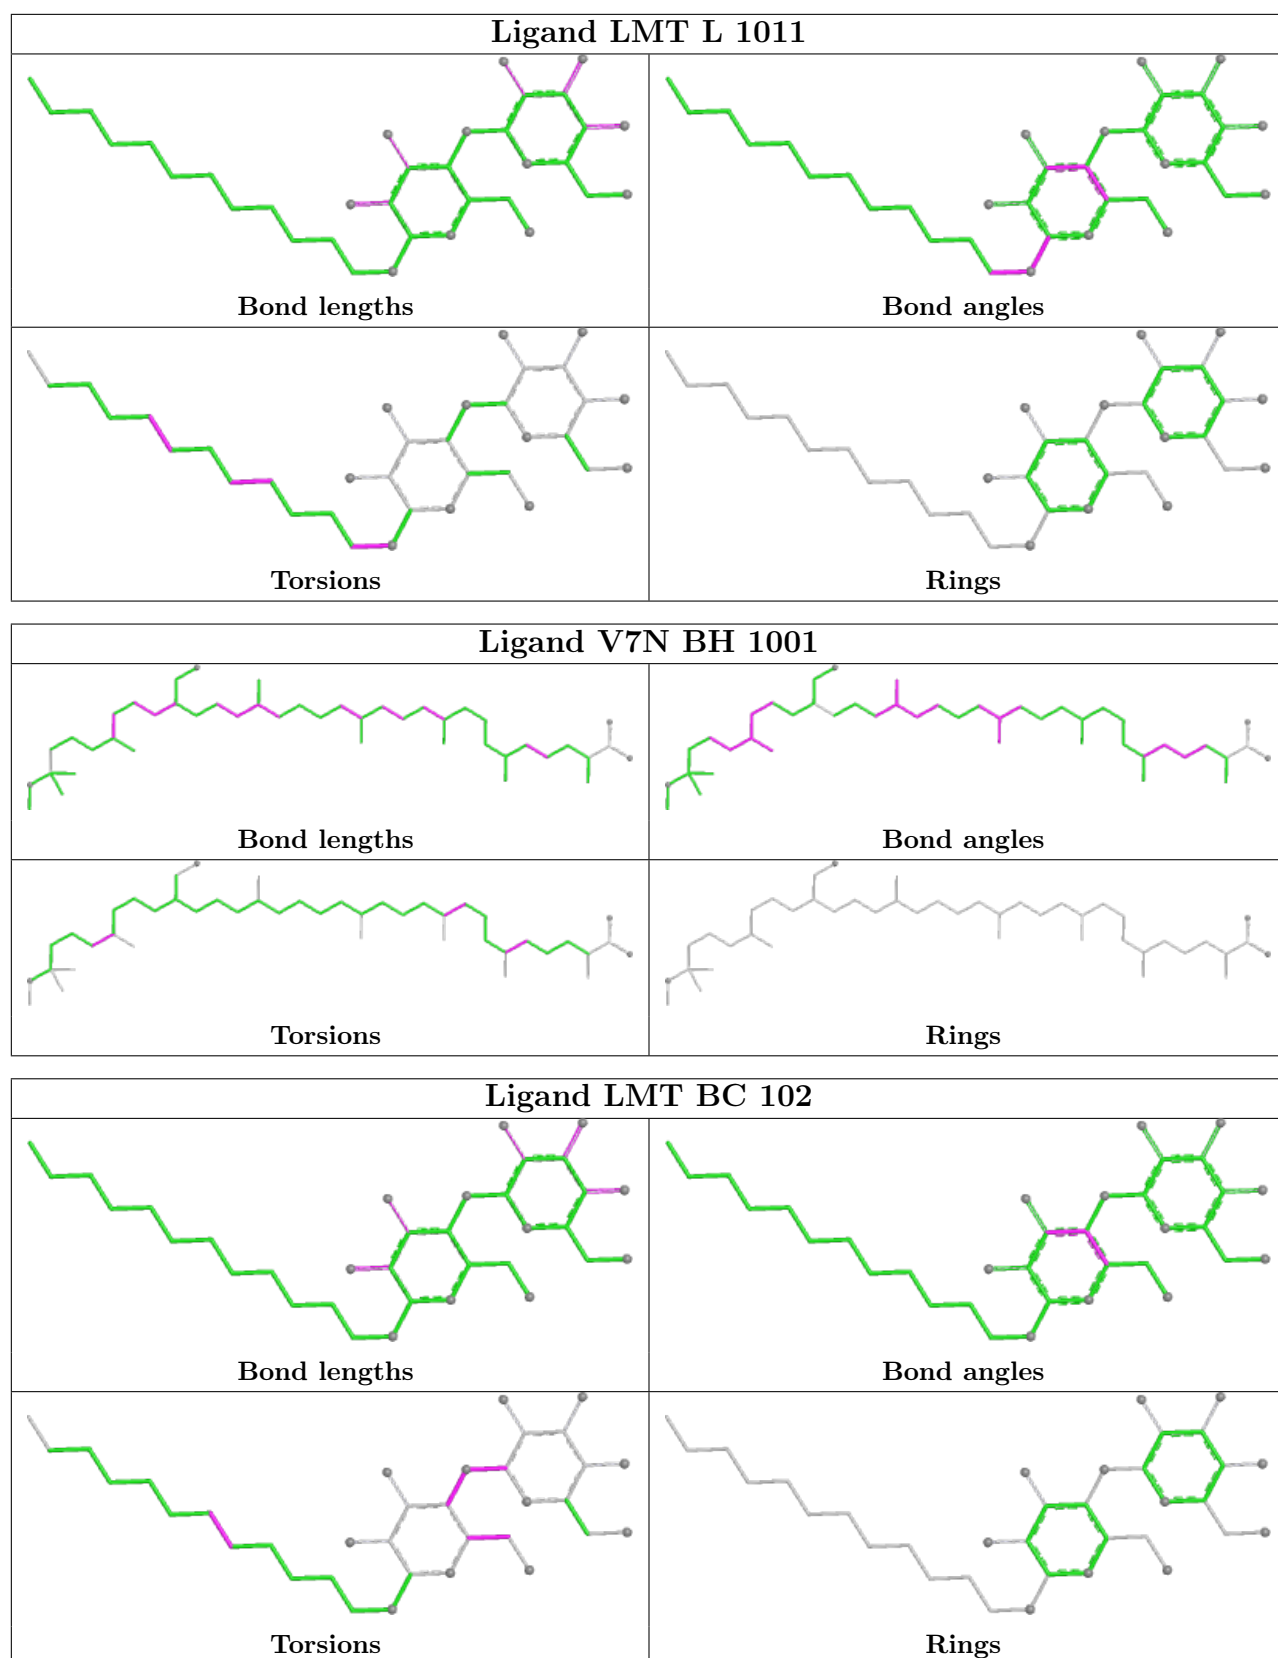 Ligand LMT L 1011
Bond lengths
Bond angles
Torsions
Rings
Ligand V7N BH 1001
Bond lengths
Bond angles
Torsions
Rings
Ligand LMT BC 102
Bond lengths
Bond angles
Torsions
Rings